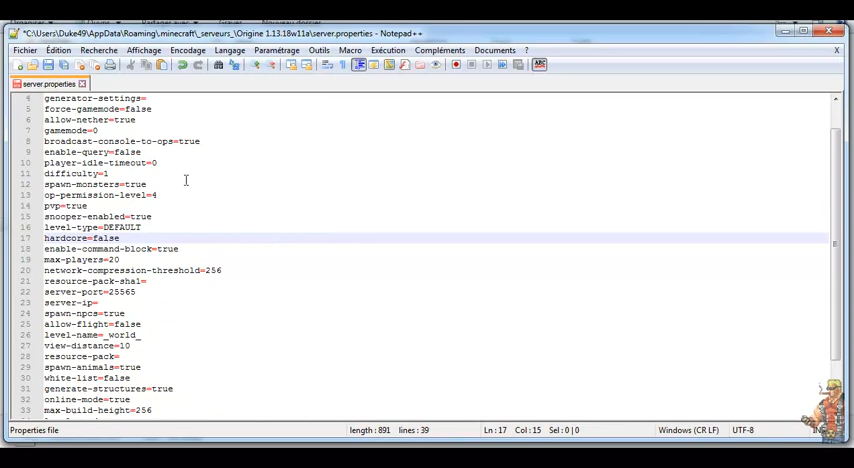 *C:\Users\Duke49\AppData\Roaming\minecraft\_serveurs_\Origine 1.13.18w11a\server.properties - Notepad++
Fichier Édition Recherche Affichage Encodage Langage Paramétrage Outils Macro Exécution Compléments Documents ? X
server.properties
4 generator-settings=
5 force-gamemode=false
6 allow-nether=true
7 gamemode=0
8 broadcast-console-to-ops=true
9 enable-query=false
10 player-idle-timeout=0
11 difficulty=1
12 spawn-monsters=true
13 op-permission-level=4
14 pvp=true
15 snooper-enabled=true
16 level-type=DEFAULT
17 hardcore=false
18 enable-command-block=true
19 max-players=20
20 network-compression-threshold=256
21 resource-pack-sha1=
22 server-port=25565
23 server-ip=
24 spawn-npcs=true
25 allow-flight=false
26 level-name=_world_
27 view-distance=10
28 resource-pack=
29 spawn-animals=true
30 white-list=false
31 generate-structures=true
32 online-mode=true
33 max-build-height=256
Properties file length : 891 lines : 39 Ln : 17 Col : 15 Sel : 0 | 0 Windows (CR LF) UTF-8 INS